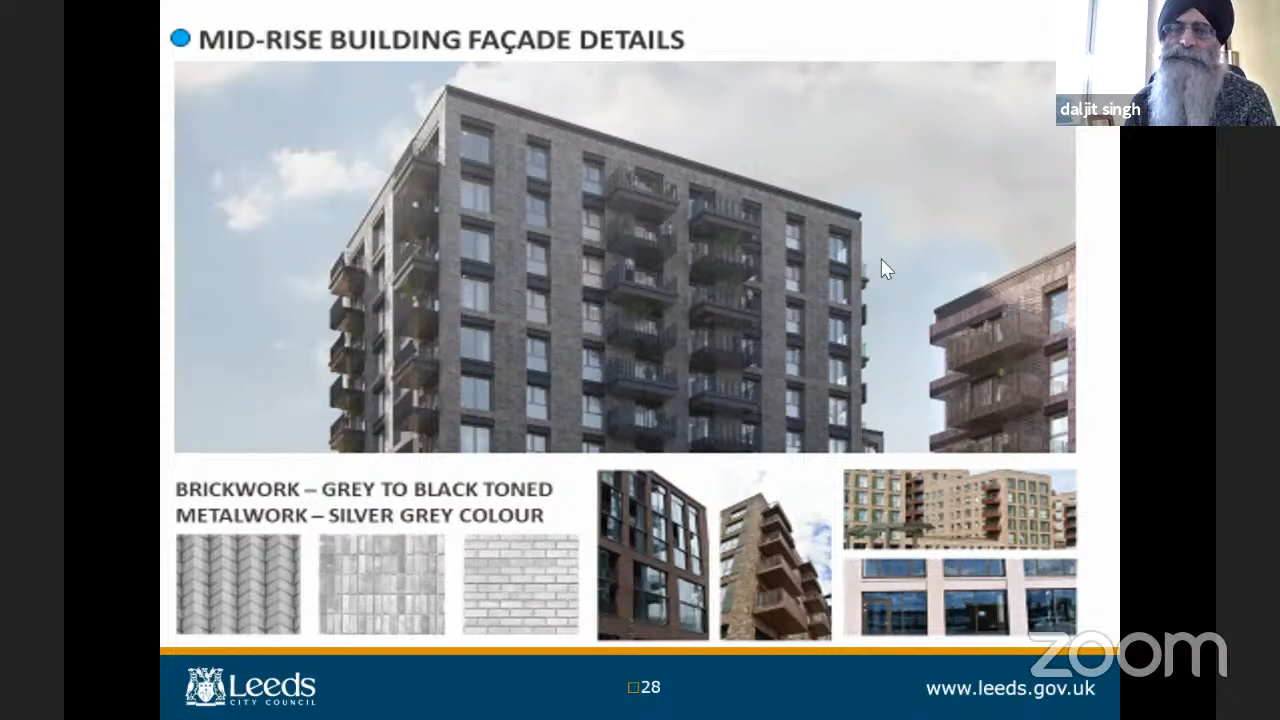 MID-RISE BUILDING FAÇADE DETAILS
daljit singh
BRICKWORK – GREY TO BLACK TONED
METALWORK – SILVER GREY COLOUR
zoom
Leeds
CITY COUNCIL
28
www.leeds.gov.uk